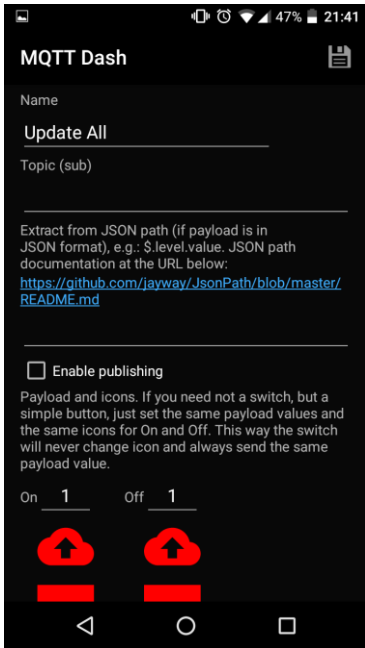 47% 21:41
MQTT Dash
Name
Update All
Topic (sub)
Extract from JSON path (if payload is in
JSON format), e.g.: $.level.value. JSON path
documentation at the URL below:
https://github.com/jayway/JsonPath/blob/master/
README.md
Enable publishing
Payload and icons. If you need not a switch, but a
simple button, just set the same payload values and
the same icons for On and Off. This way the switch
will never change icon and always send the same
payload value.
On 1 Off 1